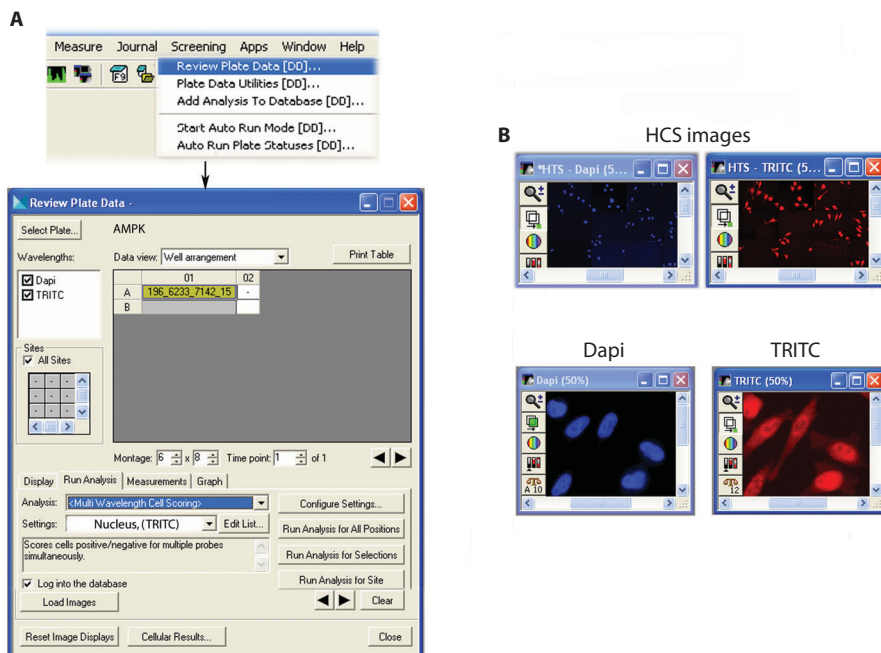 A
Measure Journal Screening Apps Window Help
Review Plate Data [DD]...
Plate Data Utilities [DD]...
Add Analysis To Database [DD]...
Start Auto Run Mode [DD]...
Auto Run Plate Statuses [DD]...
F9
Review Plate Data -
Select Plate...
AMPK
Wavelengths:
Data view: Well arrangement
Print Table
Dapi
TRITC
01 02
A 196_6233_7142_15 -
B
Sites
All Sites
- - -
- - -
- - -
Montage: 6 x 8 Time point: 1 of 1
Display Run Analysis Measurements Graph
Analysis: <Multi Wavelength Cell Scoring>
Configure Settings...
Settings: Nucleus, (TRITC) Edit List...
Run Analysis for All Positions
Scores cells positive/negative for multiple probes
simultaneously.
Run Analysis for Selections
Log into the database
Run Analysis for Site
Load Images
Clear
Reset Image Displays Cellular Results... Close
B
HCS images
*HTS - Dapi (5...
HTS - TRITC (5...
Dapi
TRITC
Dapi (50%)
TRITC (50%)
A 10
12